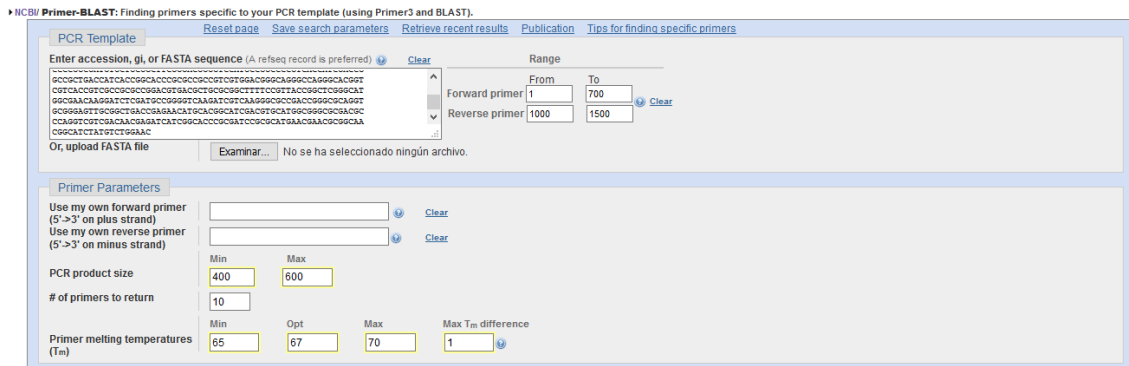 NCBI/ Primer-BLAST: Finding primers specific to your PCR template (using Primer3 and BLAST).
Reset page Save search parameters Retrieve recent results Publication Tips for finding specific primers
PCR Template
Enter accession, gi, or FASTA sequence (A refseq record is preferred) Clear Range
GCCGCTGACCATCACCGGCACCCGCGCCGCCGTCGTGGACGGGCAGGGCCAGGGCACGGT
CGTCACCGTCGCCGCGCCGGACGTGACGCTGCGCGGCTTTTCCGTTACCGGCTCGGGCAT
GGCGAACAAGGATCTCGATGCCGGGGTCAAGATCGTCAAGGGCGCCGACCGGGCGCAGGT
GCGGGAGTTGCGGCTGACCGAGAACATGCACGGCATCGACGTGCATGGCGGGCGCGACGC
CCAGGTCGTCGACAACGAGATCATCGGCACCCGCGATCCGCGCATGAACGAACGCGGCAA
CGGCATCTATGTCTGGAAC
From To
Forward primer 1 700
Clear
Reverse primer 1000 1500
Or, upload FASTA file Examinar... No se ha seleccionado ningún archivo.
Primer Parameters
Use my own forward primer
(5'->3' on plus strand) Clear
Use my own reverse primer
(5'->3' on minus strand) Clear
Min Max
PCR product size 400 600
# of primers to return 10
Min Opt Max Max Tm difference
Primer melting temperatures
(Tm) 65 67 70 1